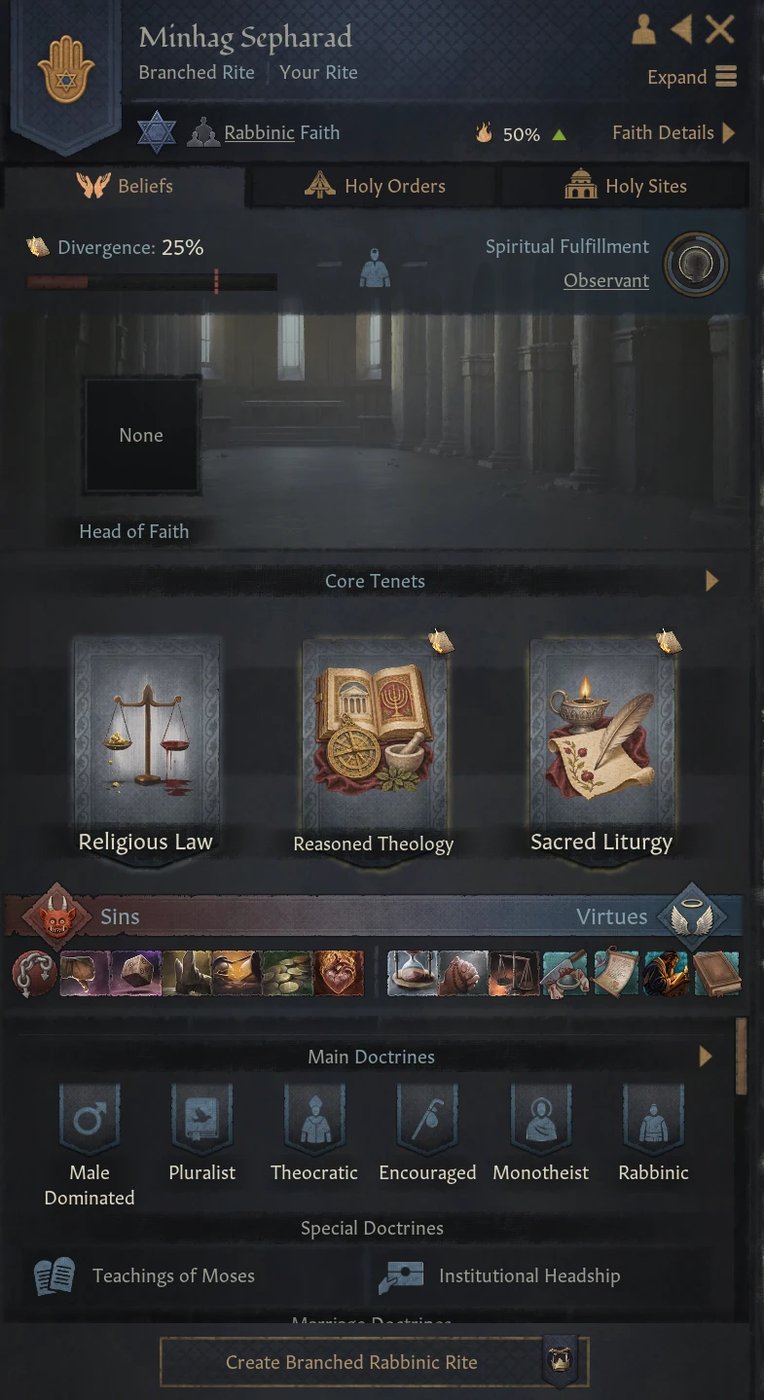 Minhag Sepharad
Branched Rite | Your Rite
Expand
Rabbinic Faith
50%
Faith Details
Beliefs
Holy Orders
Holy Sites
Divergence: 25%
Spiritual Fulfillment
Observant
None
Head of Faith
Core Tenets
Religious Law
Reasoned Theology
Sacred Liturgy
Sins
Virtues
Main Doctrines
Male Dominated
Pluralist
Theocratic
Encouraged
Monotheist
Rabbinic
Special Doctrines
Teachings of Moses
Institutional Headship
Marriage Doctrines
Create Branched Rabbinic Rite